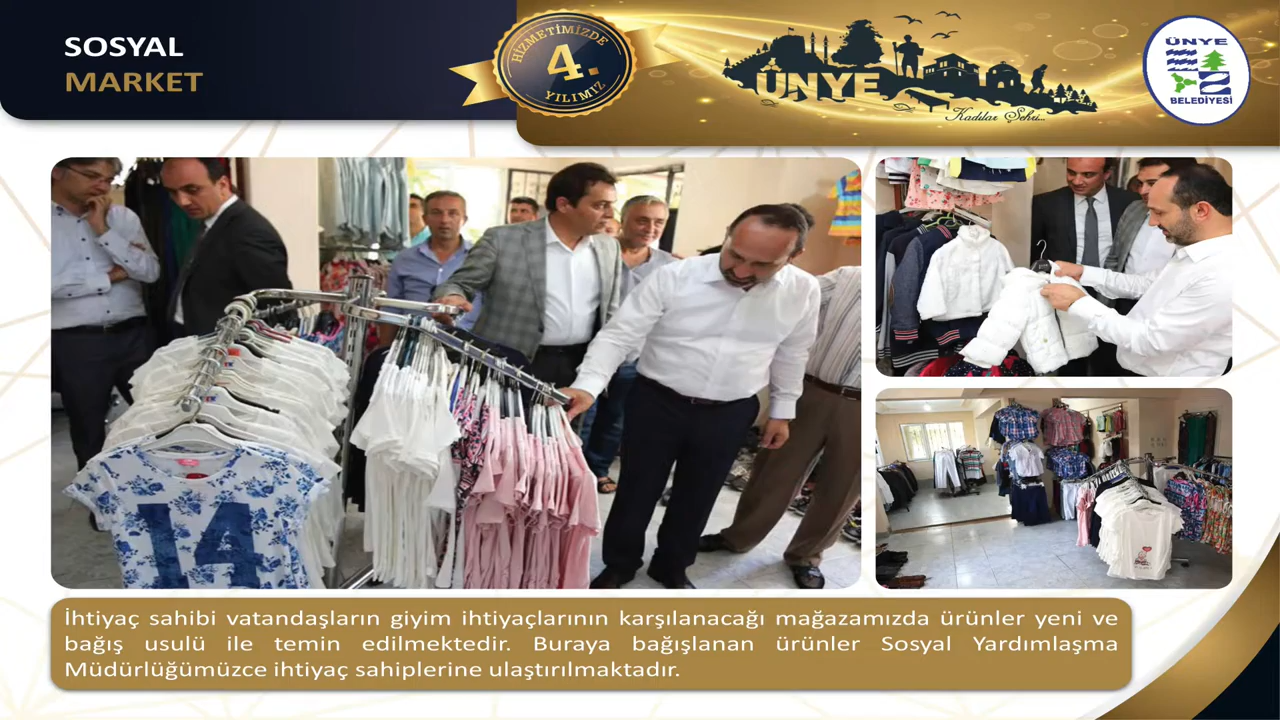 SOSYAL
MARKET
HİZMETİMİZDE
4.
YILIMIZ
ÜNYE
Kadılar Şehri...
ÜNYE
BELEDİYESİ
14
İhtiyaç sahibi vatandaşların giyim ihtiyaçlarının karşılanacağı mağazamızda ürünler yeni ve
bağış usulü ile temin edilmektedir. Buraya bağışlanan ürünler Sosyal Yardımlaşma
Müdürlüğümüzce ihtiyaç sahiplerine ulaştırılmaktadır.